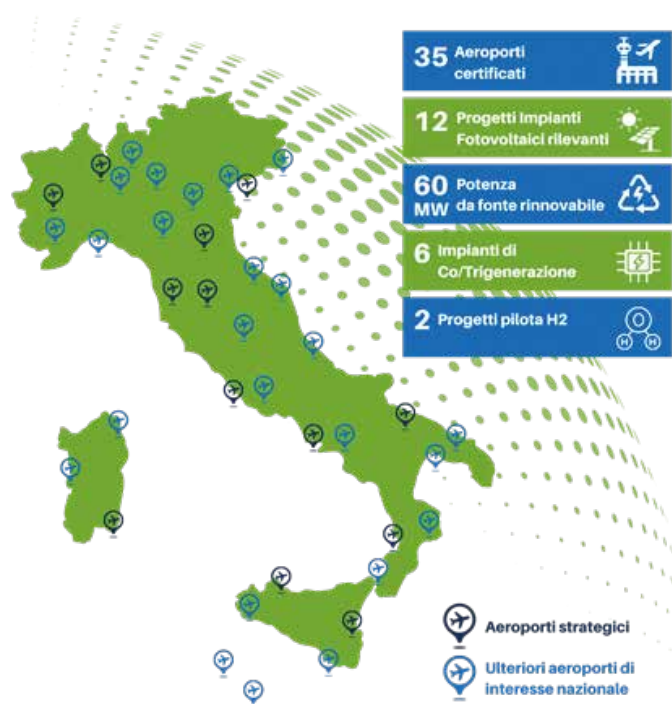 35 Aeroporti
certificati
12 Progetti Impianti
Fotovoltaici rilevanti
60 Potenza
MW da fonte rinnovabile
6 Impianti di
Co/Trigenerazione
2 Progetti pilota H2
O
H H
Aeroporti strategici
Ulteriori aeroporti di
interesse nazionale